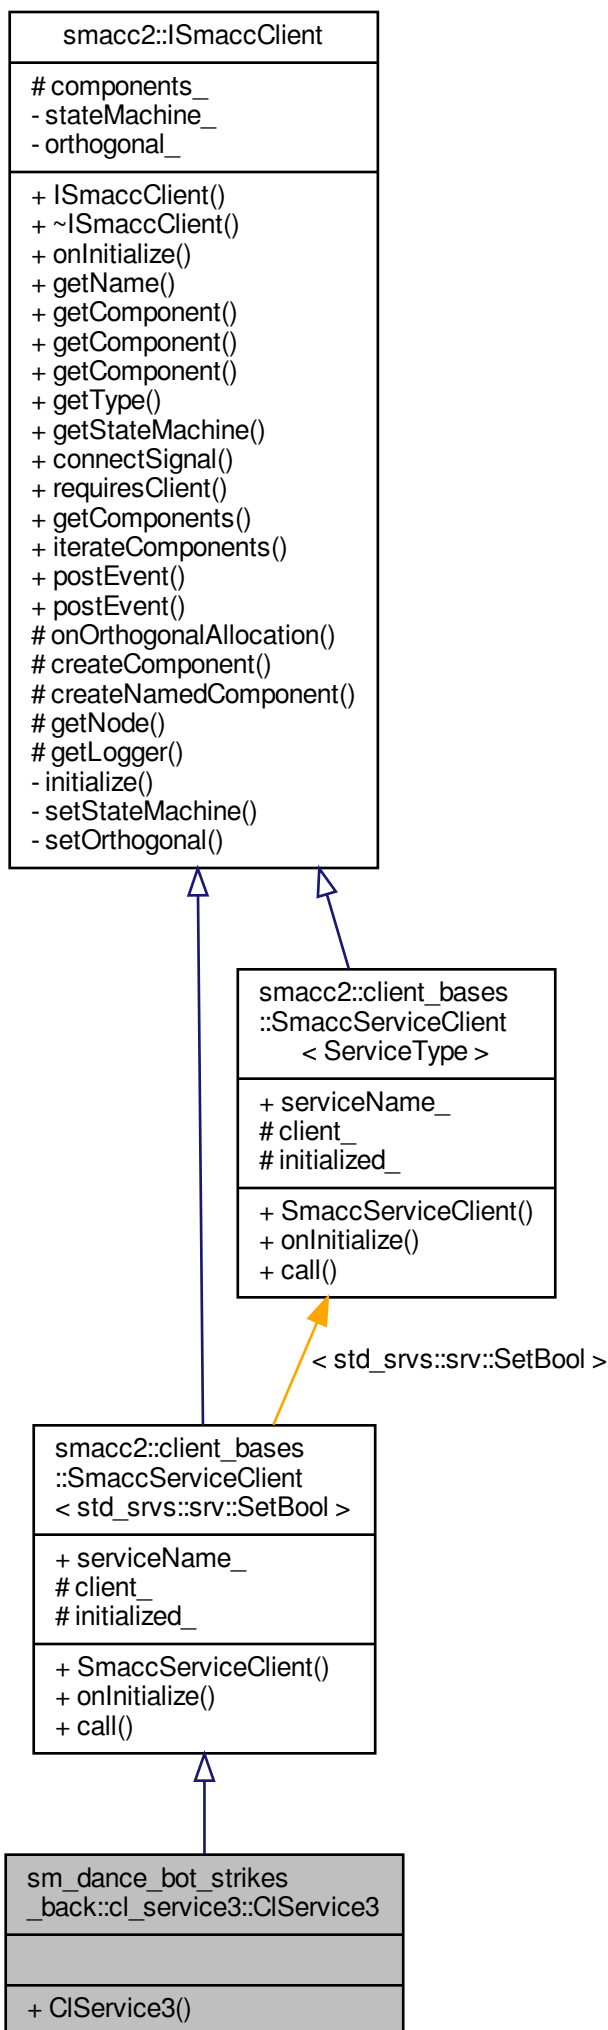 smacc2::ISmaccClient
# components_
- stateMachine_
- orthogonal_
+ ISmaccClient()
+ ~ISmaccClient()
+ onInitialize()
+ getName()
+ getComponent()
+ getComponent()
+ getComponent()
+ getType()
+ getStateMachine()
+ connectSignal()
+ requiresClient()
+ getComponents()
+ iterateComponents()
+ postEvent()
+ postEvent()
# onOrthogonalAllocation()
# createComponent()
# createNamedComponent()
# getNode()
# getLogger()
- initialize()
- setStateMachine()
- setOrthogonal()
smacc2::client_bases
::SmaccServiceClient
< ServiceType >
+ serviceName_
# client_
# initialized_
+ SmaccServiceClient()
+ onInitialize()
+ call()
< std_srvs::srv::SetBool >
smacc2::client_bases
::SmaccServiceClient
< std_srvs::srv::SetBool >
+ serviceName_
# client_
# initialized_
+ SmaccServiceClient()
+ onInitialize()
+ call()
sm_dance_bot_strikes
_back::cl_service3::ClService3
+ ClService3()